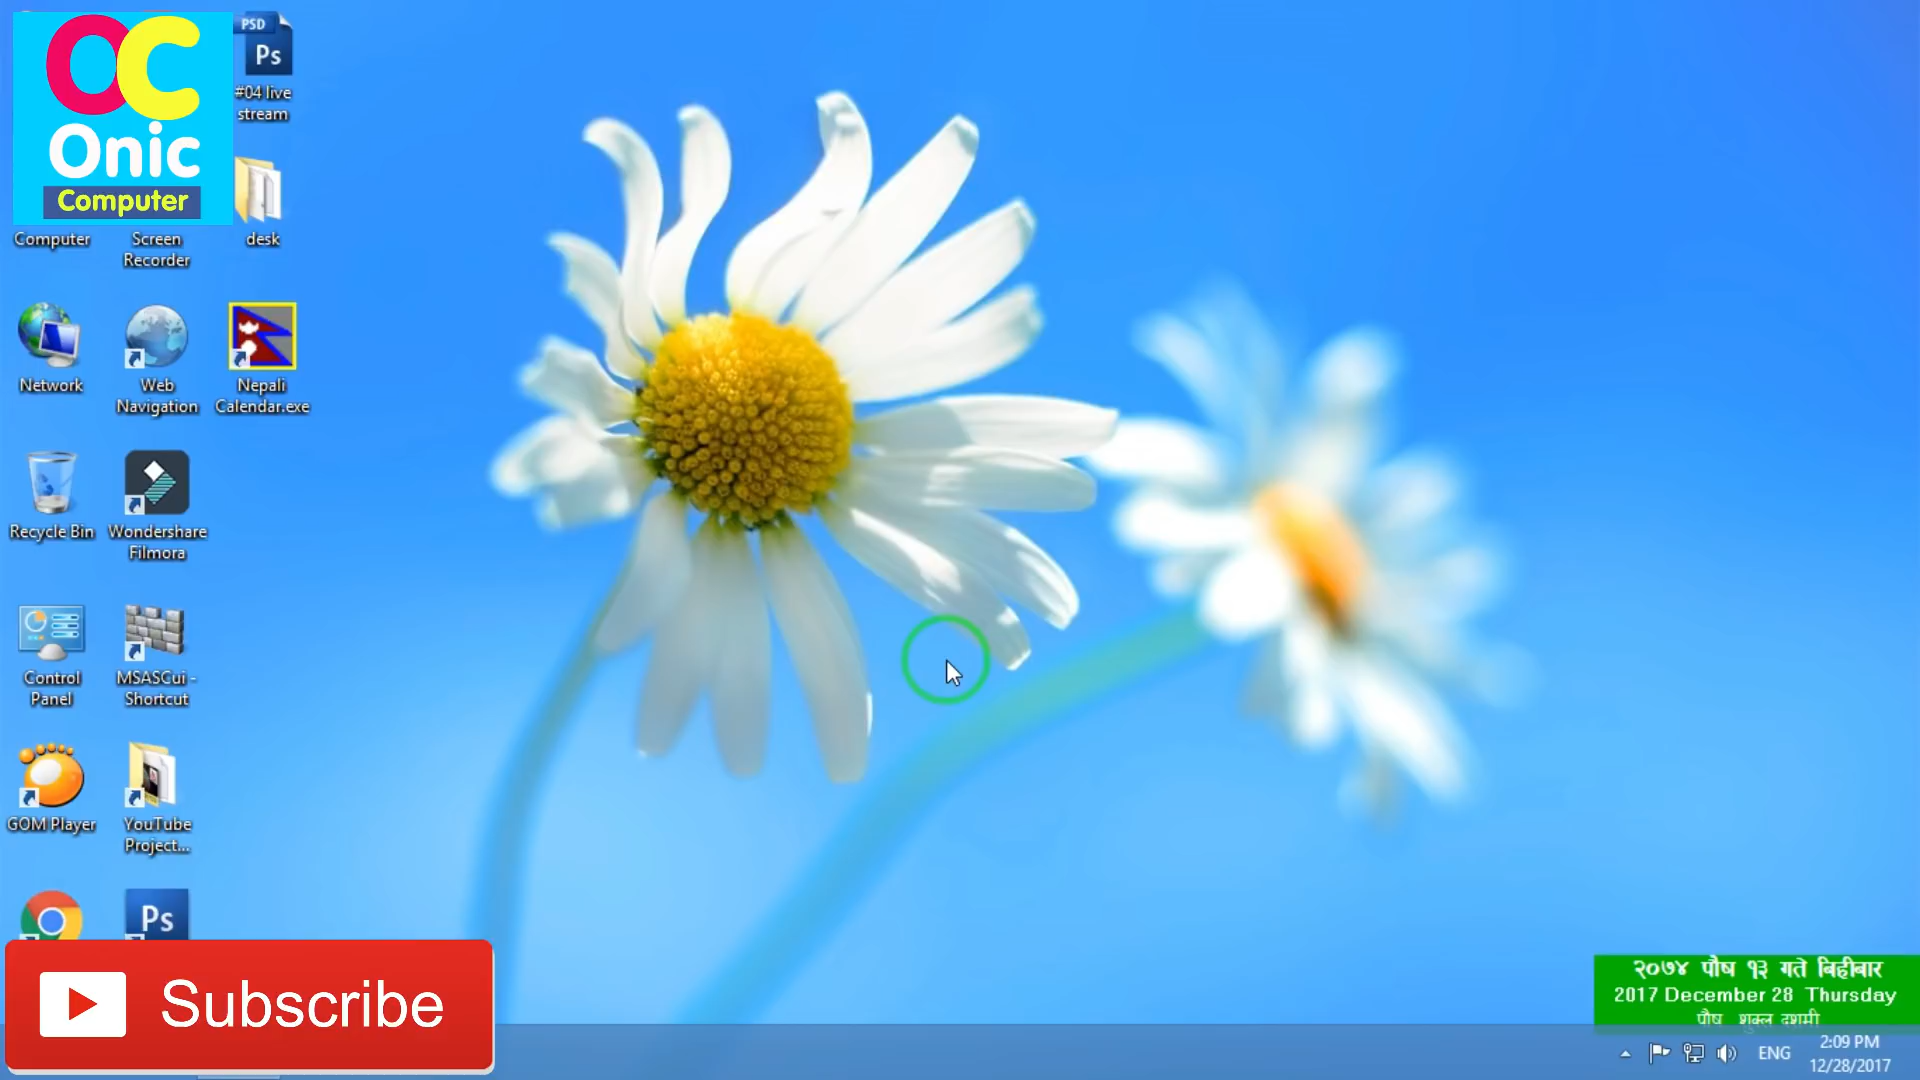 OC
Onic
Computer
PSD
Ps
#04 live
stream
Computer
Screen
Recorder
desk
Network
Web
Navigation
Nepali
Calendar.exe
Recycle Bin
Wondershare
Filmora
Control
Panel
MSASCui -
Shortcut
GOM Player
YouTube
Project...
Ps
Subscribe
२०७४ पौष १३ गते बिहीबार
2017 December 28 Thursday
पौष शुक्ल दशमी
ENG
2:09 PM
12/28/2017